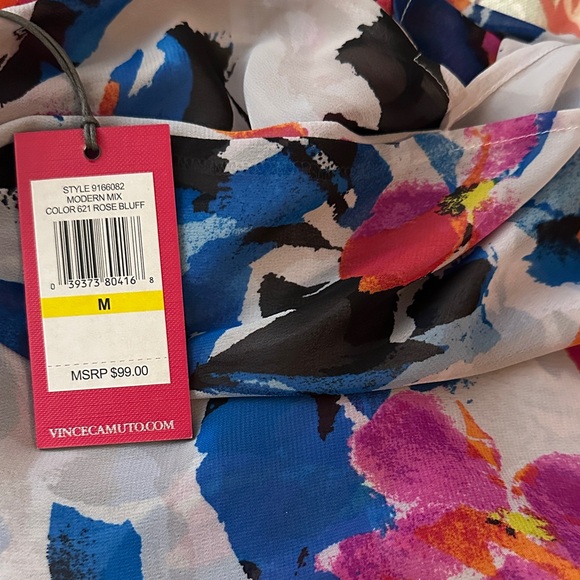 STYLE 9166082
MODERN MIX
COLOR 621 ROSE BLUFF
0 39373 80416 8
M
MSRP $99.00
VINCECAMUTO.COM